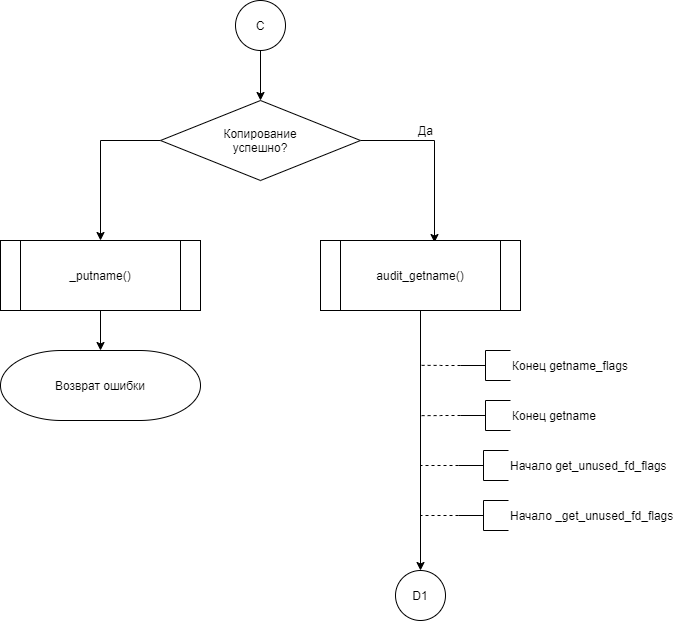 C
Копирование
успешно?
Да
_putname()
audit_getname()
Возврат ошибки
Конец getname_flags
Конец getname
Начало get_unused_fd_flags
Начало _get_unused_fd_flags
D1